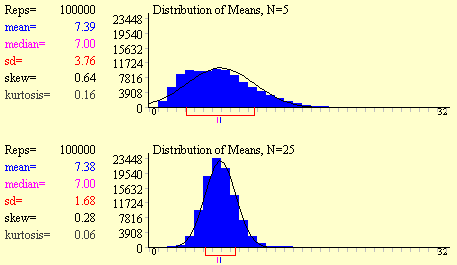 Reps= 100000
mean= 7.39
median= 7.00
sd= 3.76
skew= 0.64
kurtosis= 0.16
Distribution of Means, N=5
23448
19540
15632
11724
7816
3908
0
0 32
Reps= 100000
mean= 7.38
median= 7.00
sd= 1.68
skew= 0.28
kurtosis= 0.06
Distribution of Means, N=25
23448
19540
15632
11724
7816
3908
0
0 32